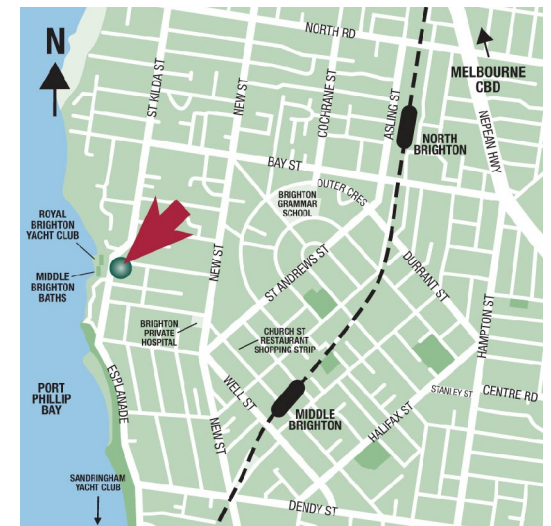 N
NORTH RD
ST KILDA ST
NEW ST
COCHRANE ST
ASLING ST
MELBOURNE
CBD
NEPEAN HWY
NORTH
BRIGHTON
BAY ST
OUTER CRES
BRIGHTON
GRAMMAR
SCHOOL
ROYAL
BRIGHTON
YACHT CLUB
MIDDLE
BRIGHTON
BATHS
NEW ST
ST ANDREWS ST
DURRANT ST
HAMPTON ST
BRIGHTON
PRIVATE
HOSPITAL
CHURCH ST
RESTAURANT
SHOPPING STRIP
ESPLANADE
PORT
PHILLIP
BAY
WELL ST
MIDDLE
BRIGHTON
STANLEY ST
CENTRE RD
HALIFAX ST
NEW ST
SANDRINGHAM
YACHT CLUB
DENDY ST